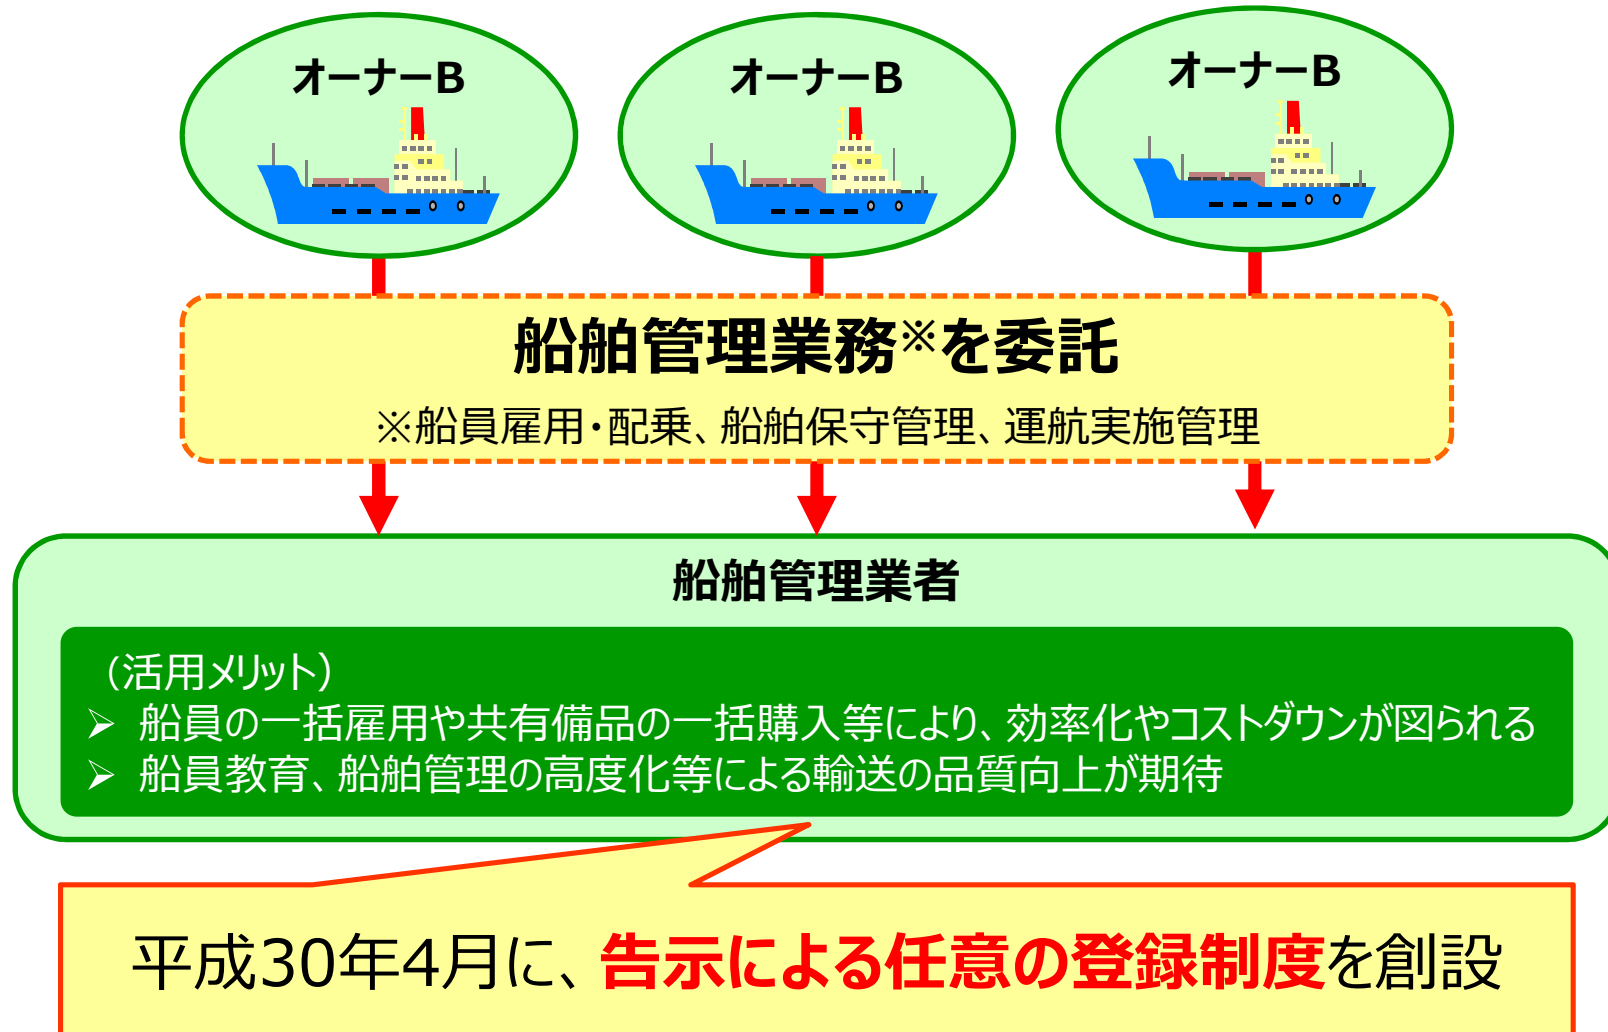 オーナーB
オーナーB
オーナーB
船舶管理業務※を委託
※船員雇用・配乗、船舶保守管理、運航実施管理
船舶管理業者
（活用メリット）
➢ 船員の一括雇用や共有備品の一括購入等により、効率化やコストダウンが図られる
➢ 船員教育、船舶管理の高度化等による輸送の品質向上が期待
平成30年4月に、告示による任意の登録制度を創設